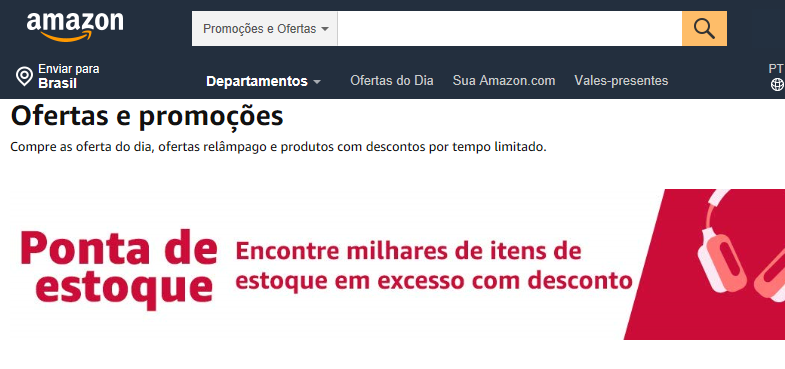 amazon
Promoções e Ofertas
Enviar para
Brasil
Departamentos
Ofertas do Dia
Sua Amazon.com
Vales-presentes
PT
Ofertas e promoções
Compre as oferta do dia, ofertas relâmpago e produtos com descontos por tempo limitado.
Ponta de
estoque
Encontre milhares de itens de
estoque em excesso com desconto